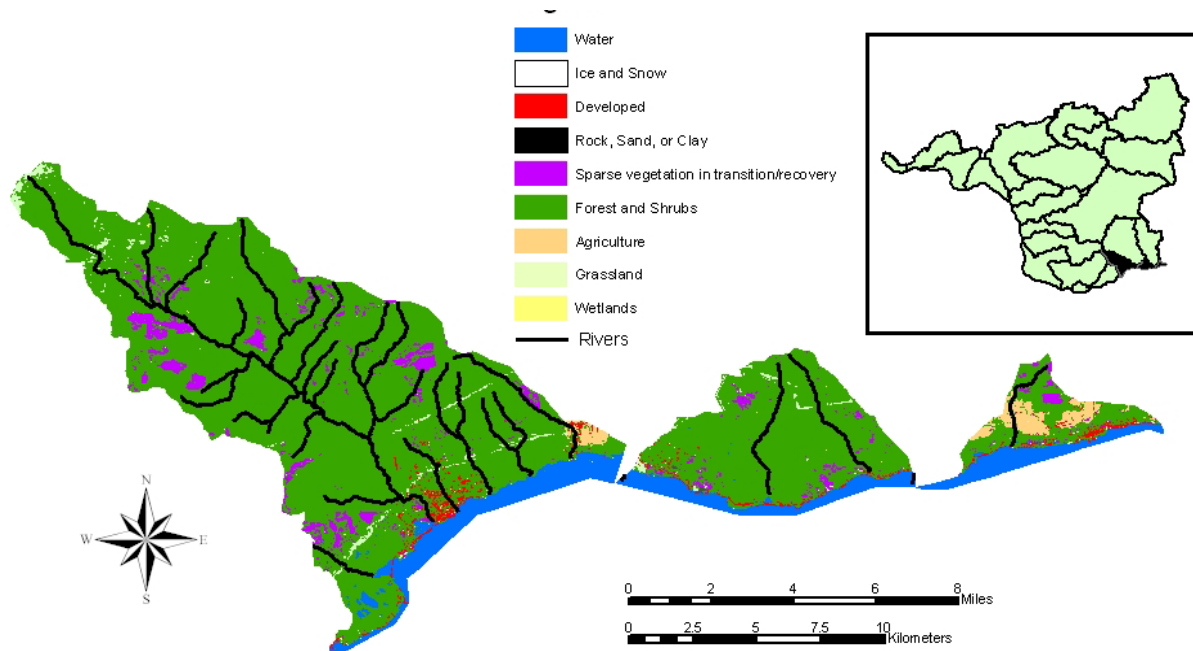 Water
Ice and Snow
Developed
Rock, Sand, or Clay
Sparse vegetation in transition/recovery
Forest and Shrubs
Agriculture
Grassland
Wetlands
Rivers
N
W E
S
0 2 4 6 8
Miles
0 2.5 5 7.5 10
Kilometers